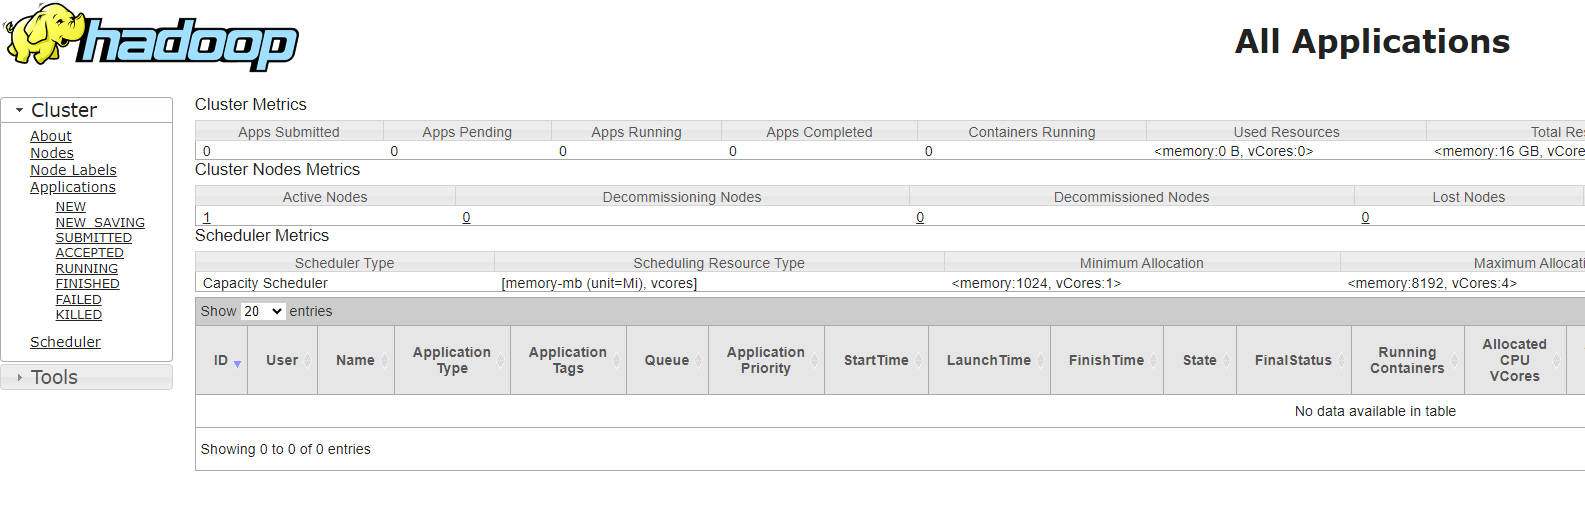 hadoop
All Applications
Cluster
About
Nodes
Node Labels
Applications
NEW
NEW_SAVING
SUBMITTED
ACCEPTED
RUNNING
FINISHED
FAILED
KILLED
Scheduler
Tools
Cluster Metrics
Apps Submitted Apps Pending Apps Running Apps Completed Containers Running Used Resources Total Res
0 0 0 0 0 <memory:0 B, vCores:0> <memory:16 GB, vCore
Cluster Nodes Metrics
Active Nodes Decommissioning Nodes Decommissioned Nodes Lost Nodes
1 0 0 0
Scheduler Metrics
Scheduler Type Scheduling Resource Type Minimum Allocation Maximum Allocati
Capacity Scheduler [memory-mb (unit=Mi), vcores] <memory:1024, vCores:1> <memory:8192, vCores:4>
Show 20 entries
ID User Name Application Type Application Tags Queue Application Priority StartTime LaunchTime FinishTime State FinalStatus Running Containers Allocated CPU VCores
No data available in table
Showing 0 to 0 of 0 entries